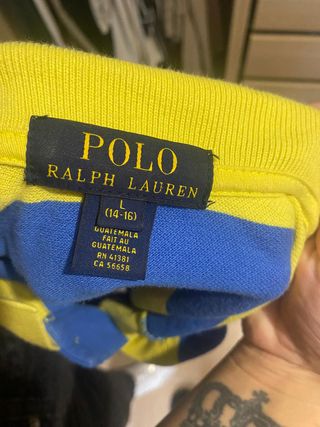 POLO
RALPH LAUREN
L
(14-16)
GUATEMALA
FAIT AU
GUATEMALA
RN 41381
CA 56658